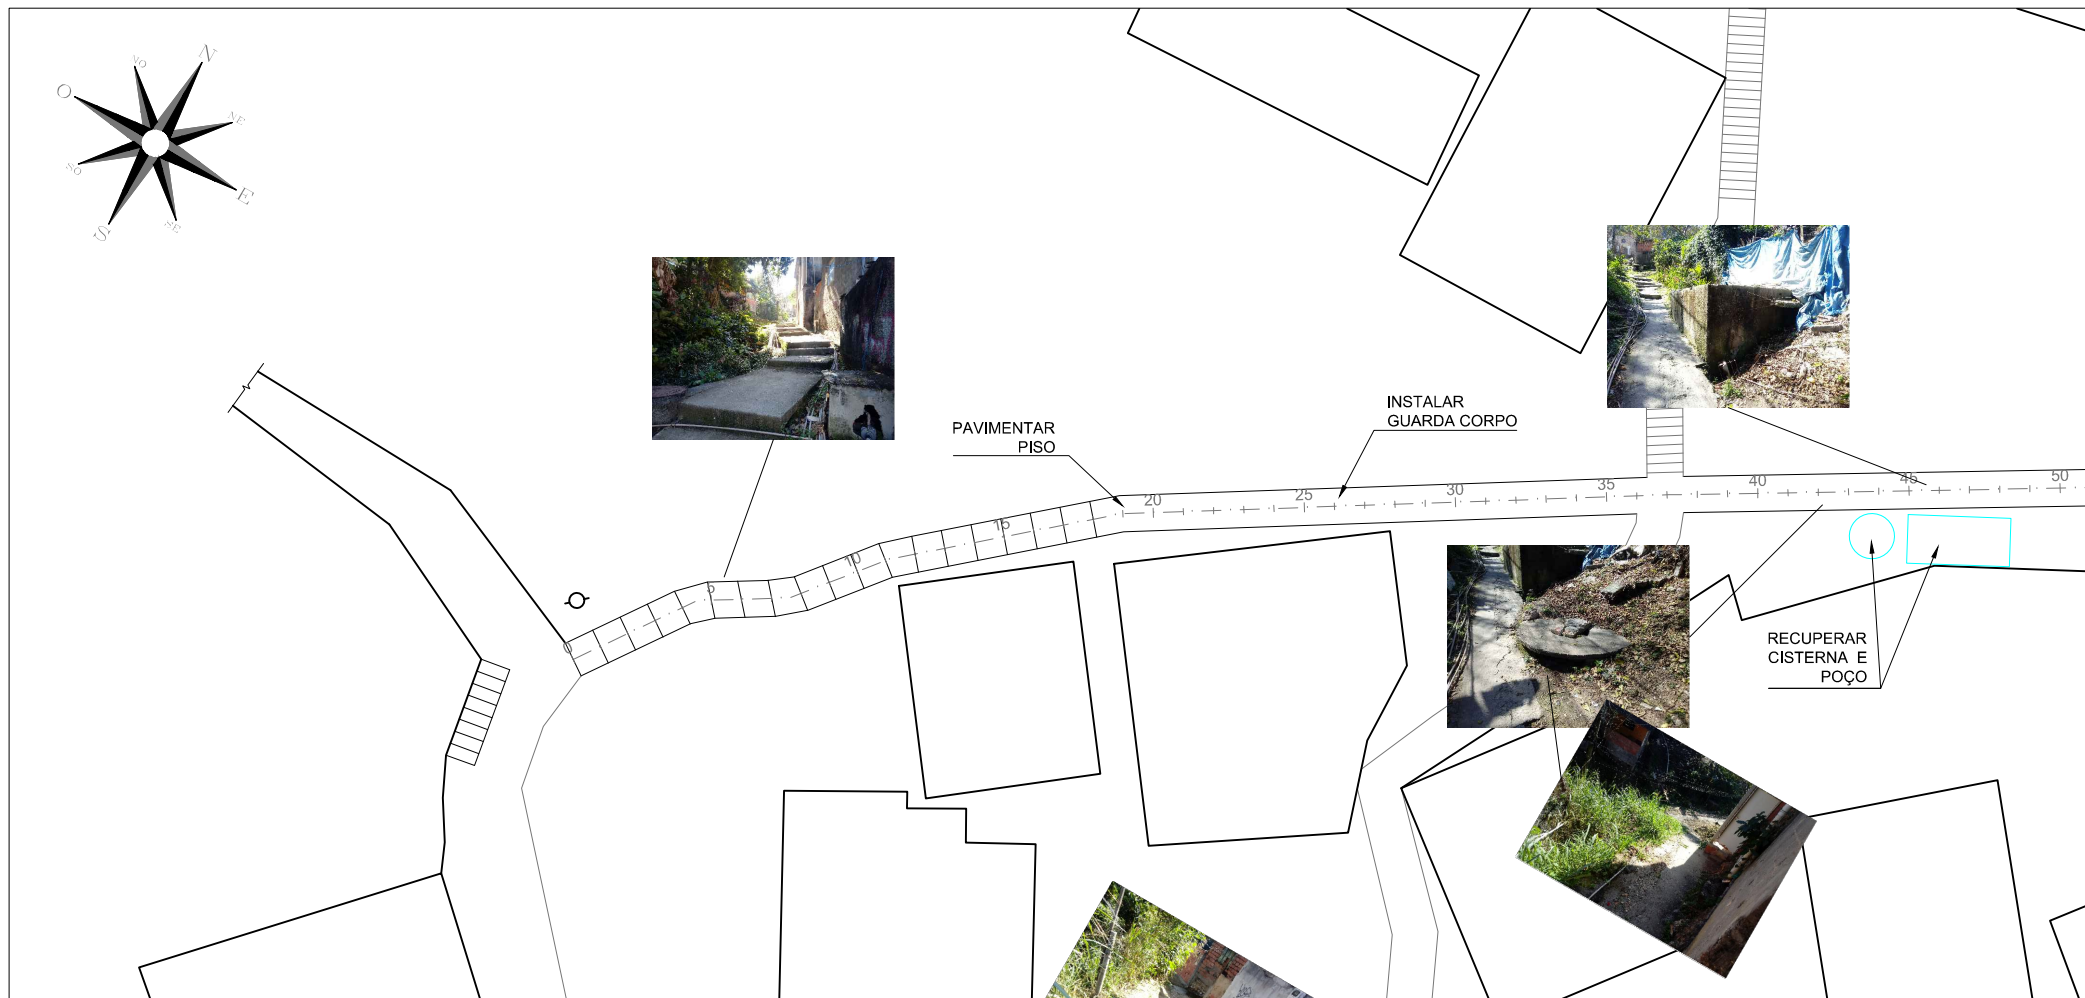 N
NO
O
NE
SO
E
SE
S
INSTALAR
GUARDA CORPO
PAVIMENTAR
PISO
0
5
10
15
20
25
30
35
40
45
50
RECUPERAR
CISTERNA E
POÇO